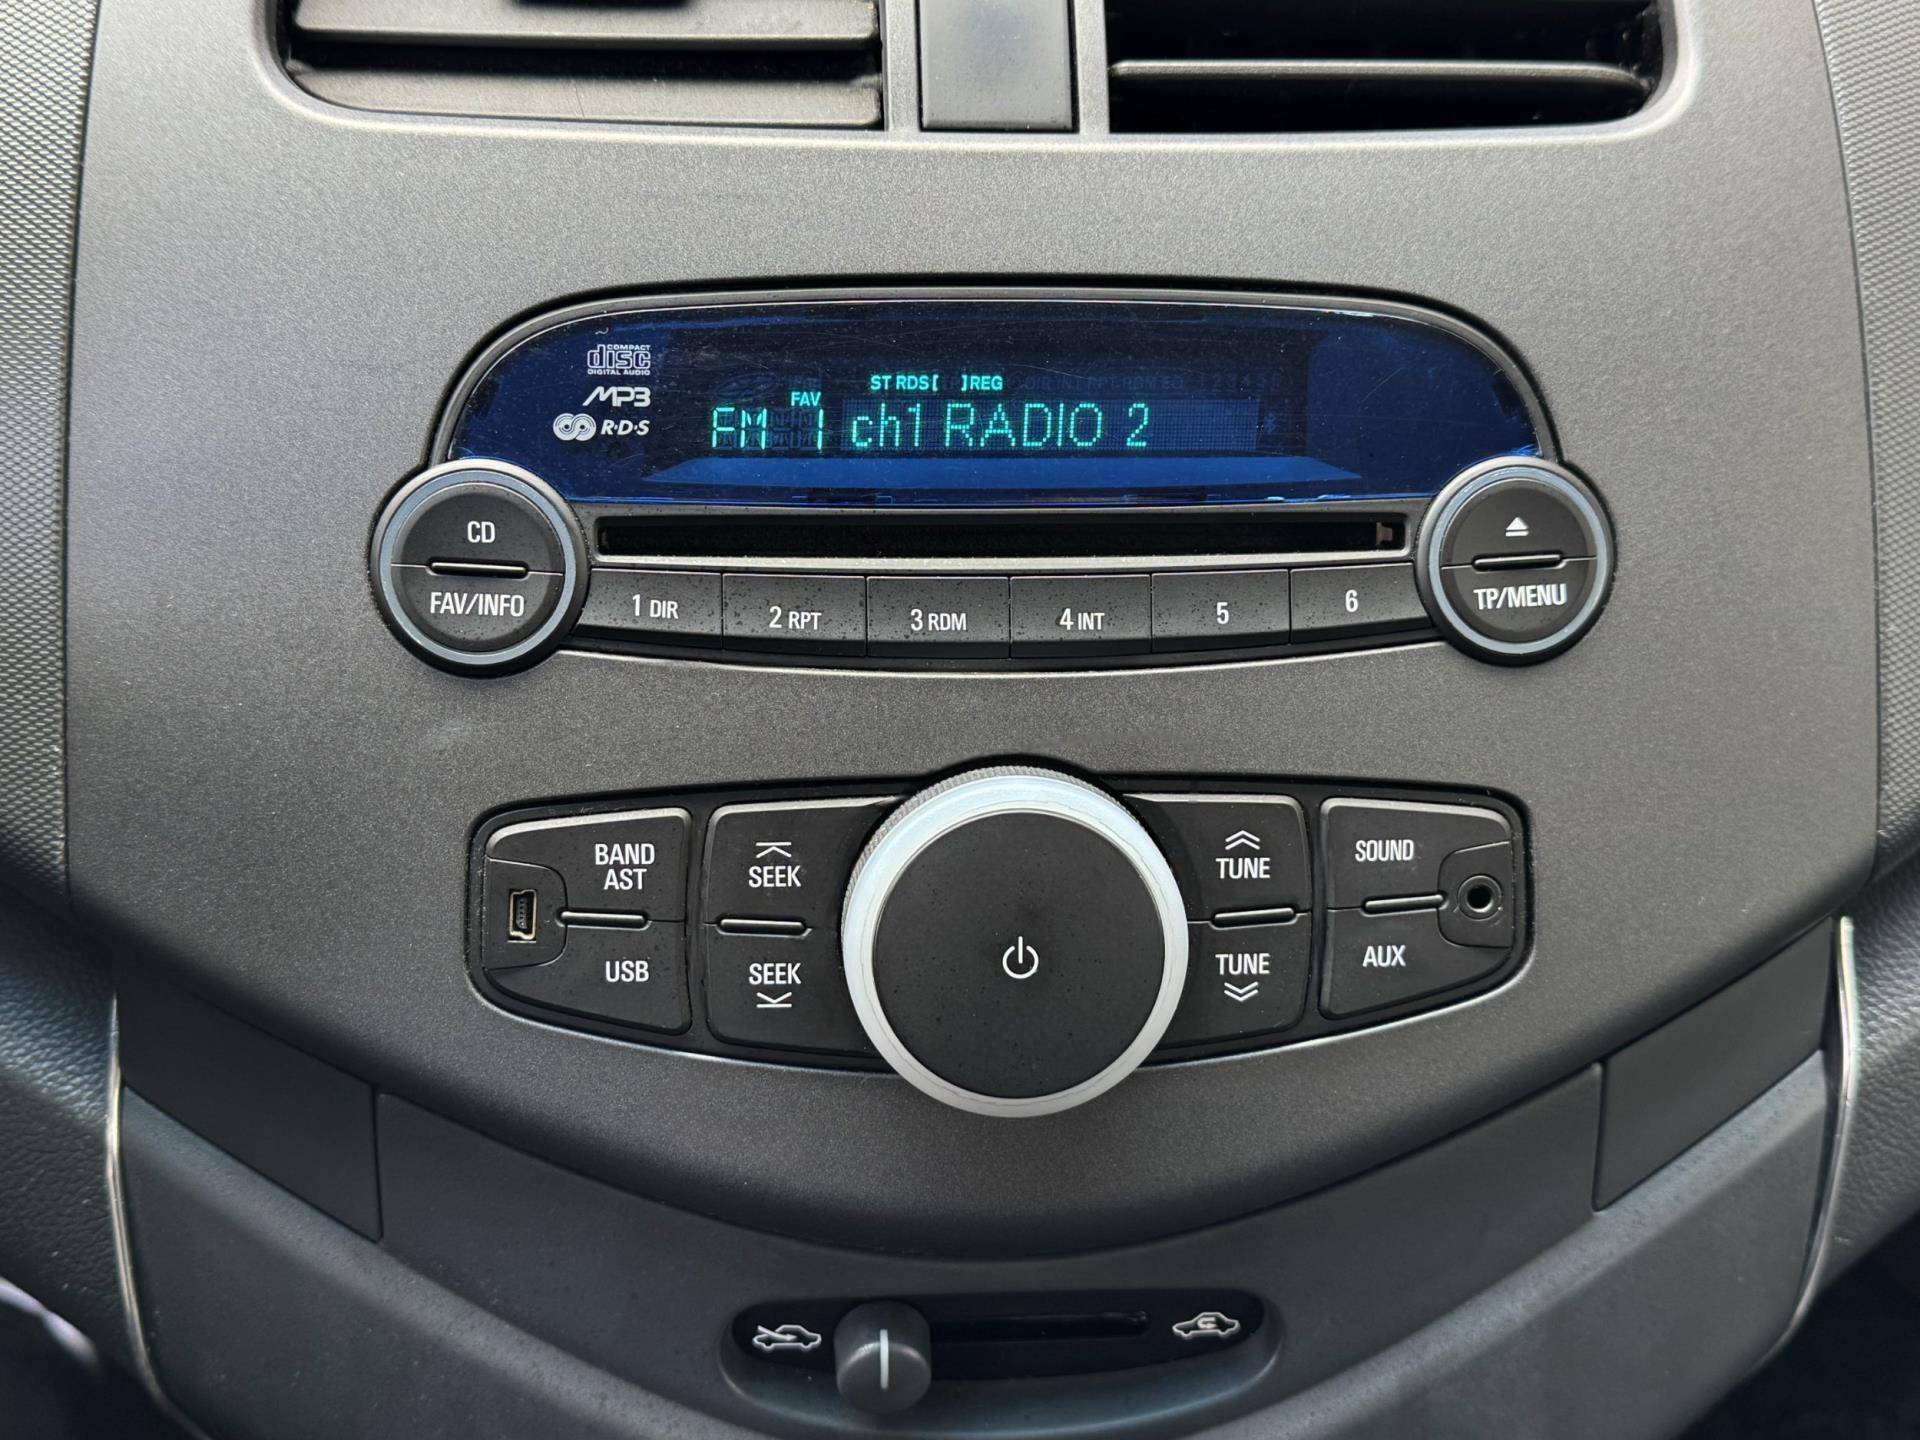 COMPACT
disc
DIGITAL AUDIO
MP3
R·D·S
ST RDS[ ]REG
FAV
FM 1 ch1 RADIO 2
CD
FAV/INFO
1 DIR
2 RPT
3 RDM
4 INT
5
6
TP/MENU
BAND
AST
USB
SEEK
SEEK
TUNE
TUNE
SOUND
AUX